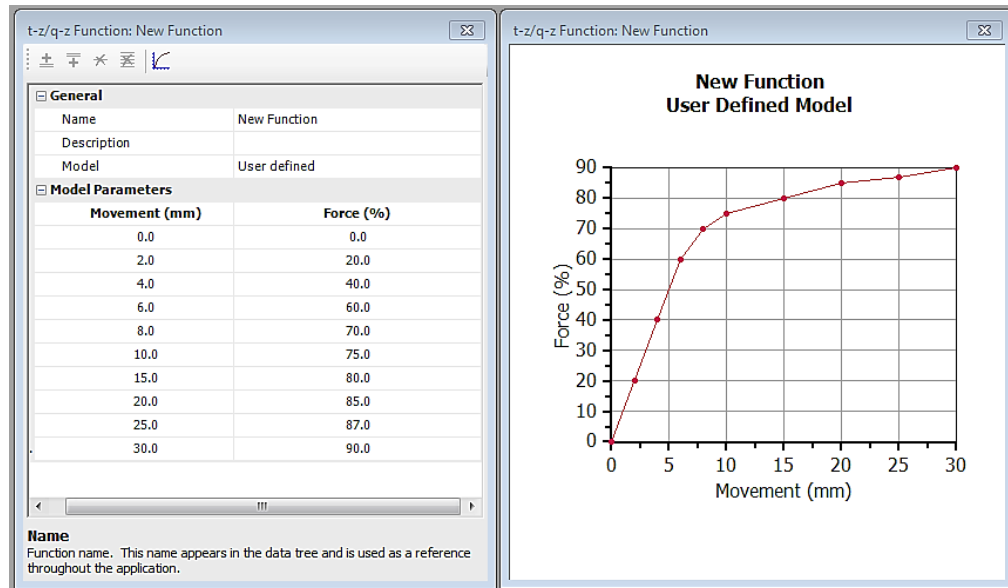 t-z/q-z Function: New Function
General
Name New Function
Description
Model User defined
Model Parameters
Movement (mm) Force (%)
0.0 0.0
2.0 20.0
4.0 40.0
6.0 60.0
8.0 70.0
10.0 75.0
15.0 80.0
20.0 85.0
25.0 87.0
30.0 90.0
Name
Function name. This name appears in the data tree and is used as a reference
throughout the application.
t-z/q-z Function: New Function
New Function
User Defined Model
90
80
70
60
50
40
30
20
10
0
Force (%)
0 5 10 15 20 25 30
Movement (mm)